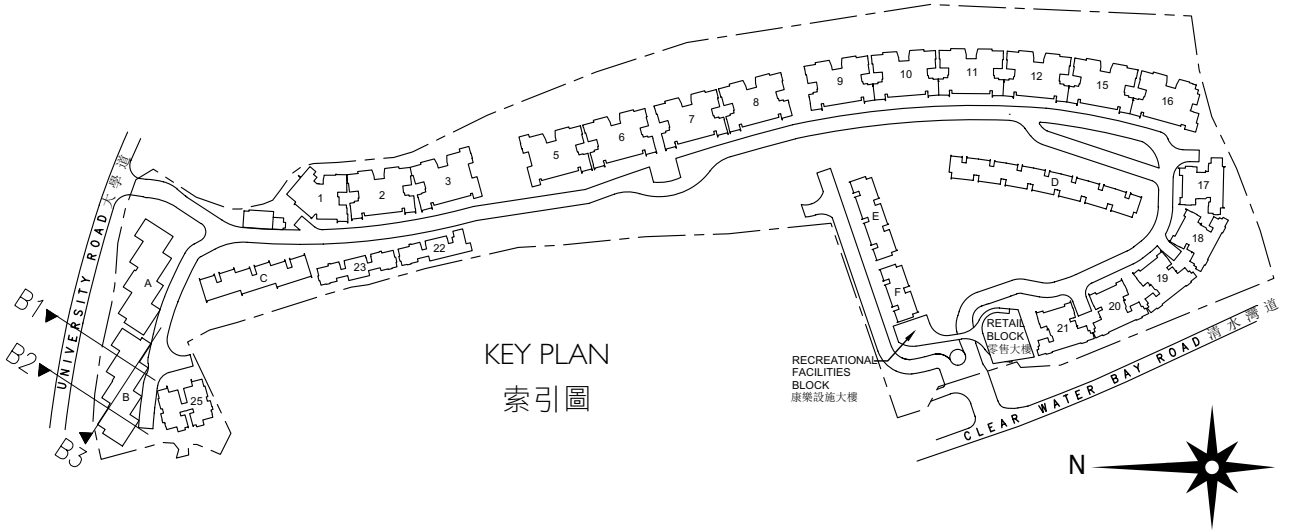 9
10
11
12
15
16
8
7
6
5
3
2
1
17
18
19
20
21
D
E
F
22
23
C
A
B
25
UNIVERSITY ROAD 大學道
B1
B2
B3
KEY PLAN
索引圖
RETAIL
BLOCK
零售大樓
RECREATIONAL
FACILITIES
BLOCK
康樂設施大樓
CLEAR WATER BAY ROAD 清水灣道
N